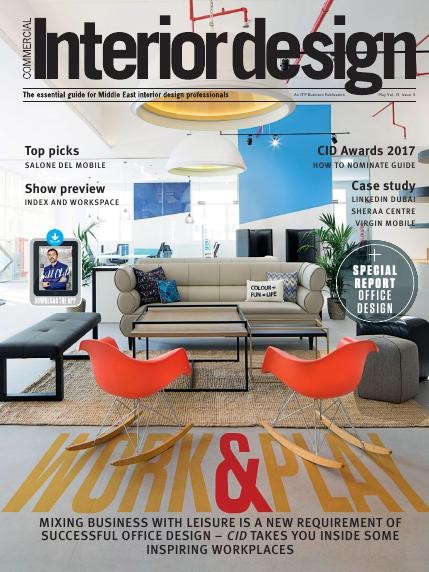 COMMERCIAL
Interior design
The essential guide for Middle East interior design professionals
An ITP Business Publication
May Vol. 13 Issue 5
Top picks
SALONE DEL MOBILE
Show preview
INDEX AND WORKSPACE
CID Awards 2017
HOW TO NOMINATE GUIDE
Case study
LINKEDIN DUBAI
SHERAA CENTRE
VIRGIN MOBILE
DOWNLOAD THE APP
COLOUR+
FUN = LIFE
+
SPECIAL
REPORT
OFFICE
DESIGN
WORK&PLAY
MIXING BUSINESS WITH LEISURE IS A NEW REQUIREMENT OF
SUCCESSFUL OFFICE DESIGN – CID TAKES YOU INSIDE SOME
INSPIRING WORKPLACES